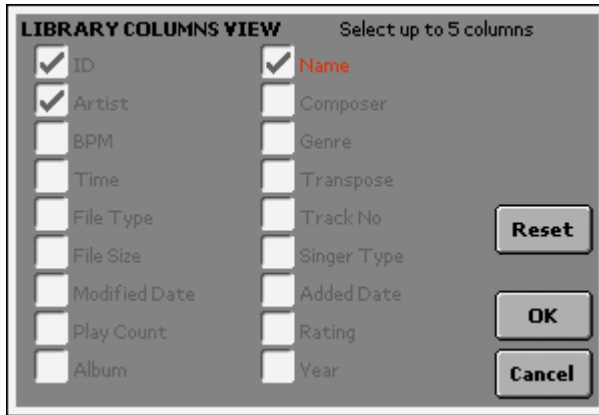 LIBRARY COLUMNS VIEW Select up to 5 columns
ID Name
Artist Composer
BPM Genre
Time Transpose
File Type Track No
File Size Singer Type
Modified Date Added Date
Play Count Rating
Album Year
Reset
OK
Cancel